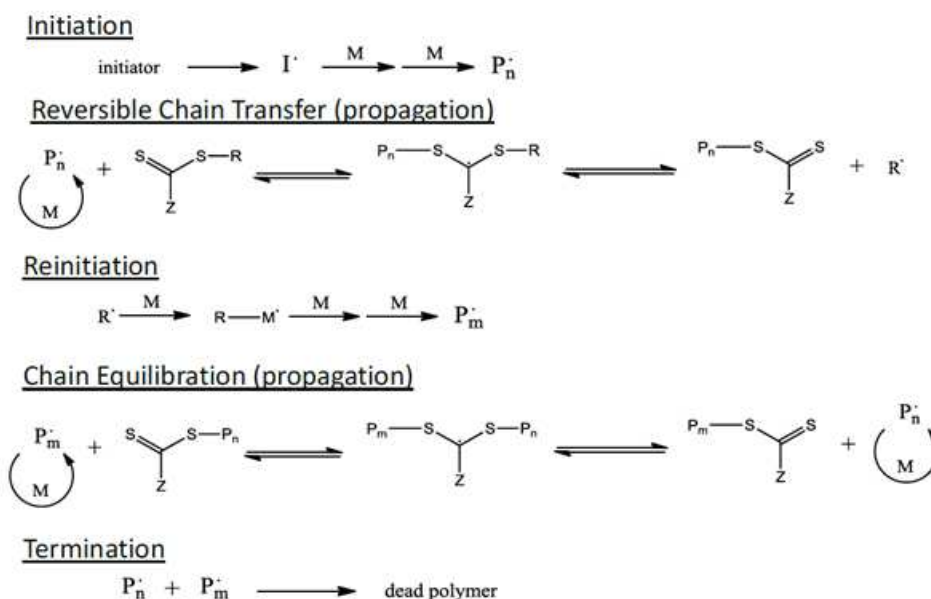 Initiation
initiator I· M M Pₙ·
Reversible Chain Transfer (propagation)
Pₙ· M + S S—R Z Pₙ—S S—R Z Pₙ—S S Z + R·
Reinitiation
R· M R—M· M M Pₘ·
Chain Equilibration (propagation)
Pₘ· M + S S—Pₙ Z Pₘ—S S—Pₙ Z Pₘ—S S Z + Pₙ· M
Termination
Pₙ· + Pₘ· dead polymer